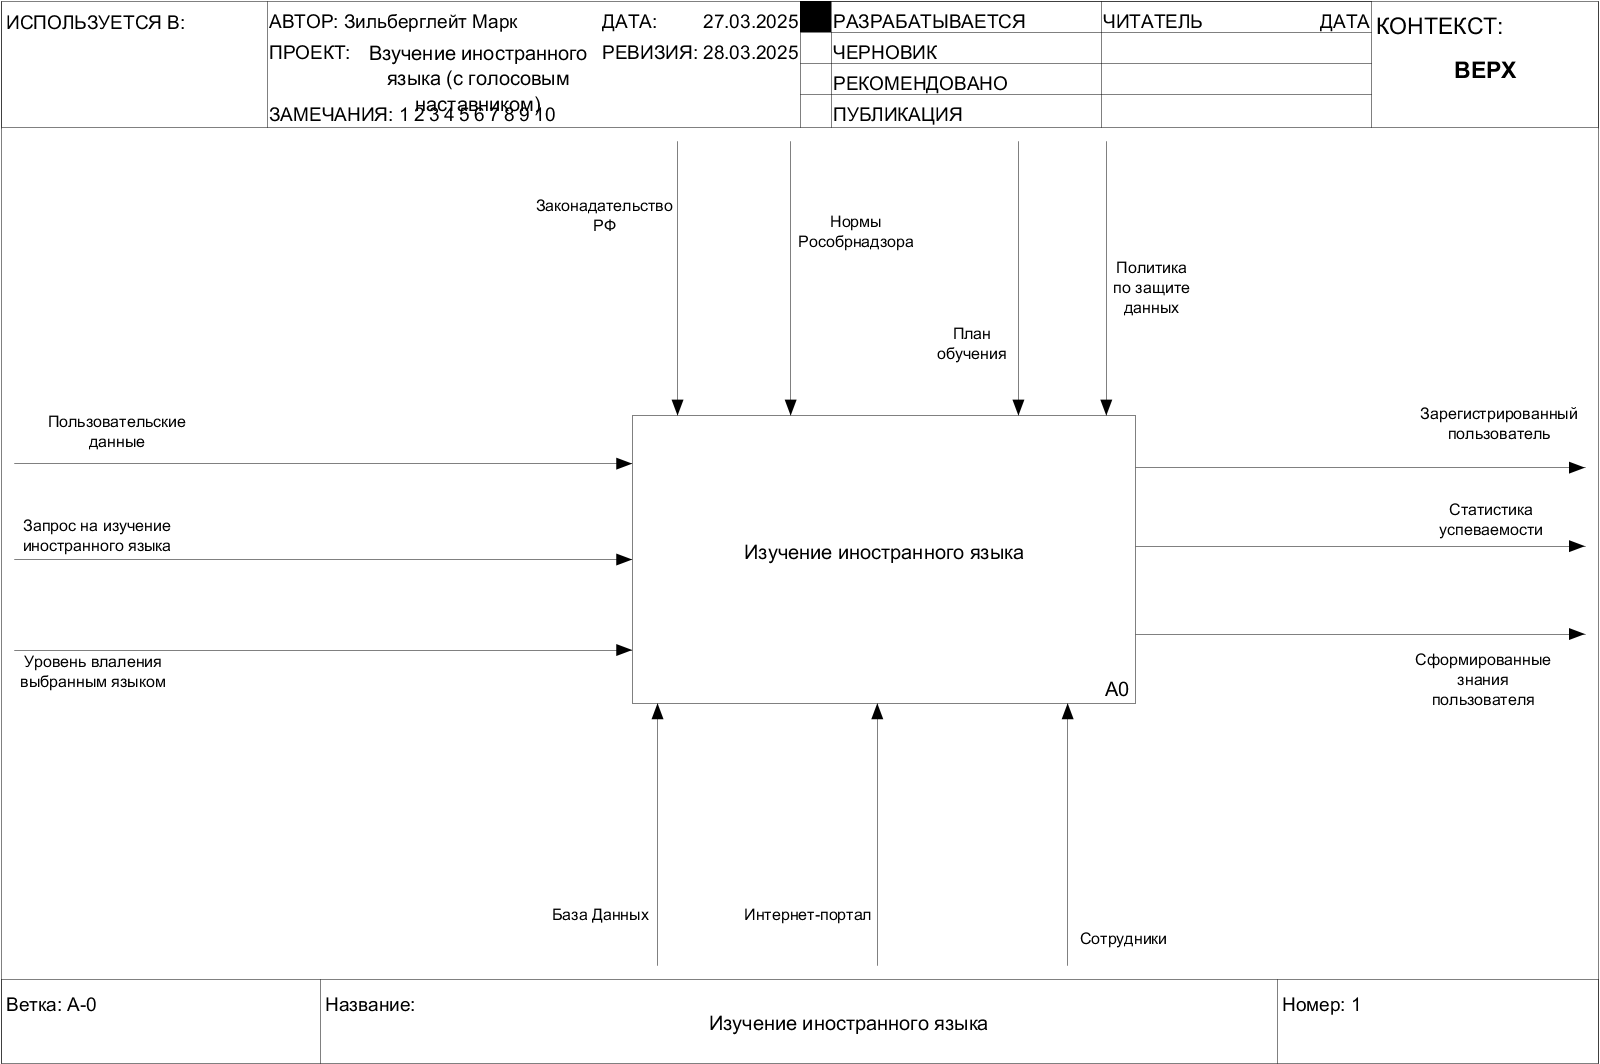 ИСПОЛЬЗУЕТСЯ В:
АВТОР: Зильберглейт Марк
ДАТА: 27.03.2025
ПРОЕКТ: Взучение иностранного
языка (с голосовым
наставником)
РЕВИЗИЯ: 28.03.2025
ЗАМЕЧАНИЯ: 1 2 3 4 5 6 7 8 9 10
РАЗРАБАТЫВАЕТСЯ
ЧЕРНОВИК
РЕКОМЕНДОВАНО
ПУБЛИКАЦИЯ
ЧИТАТЕЛЬ ДАТА
КОНТЕКСТ:
ВЕРХ
Законадательство
РФ
Нормы
Рособрнадзора
План
обучения
Политика
по защите
данных
Пользовательские
данные
Запрос на изучение
иностранного языка
Уровень влаления
выбранным языком
Изучение иностранного языка
A0
Зарегистрированный
пользователь
Статистика
успеваемости
Сформированные
знания
пользователя
База Данных
Интернет-портал
Сотрудники
Ветка: A-0
Название:
Изучение иностранного языка
Номер: 1